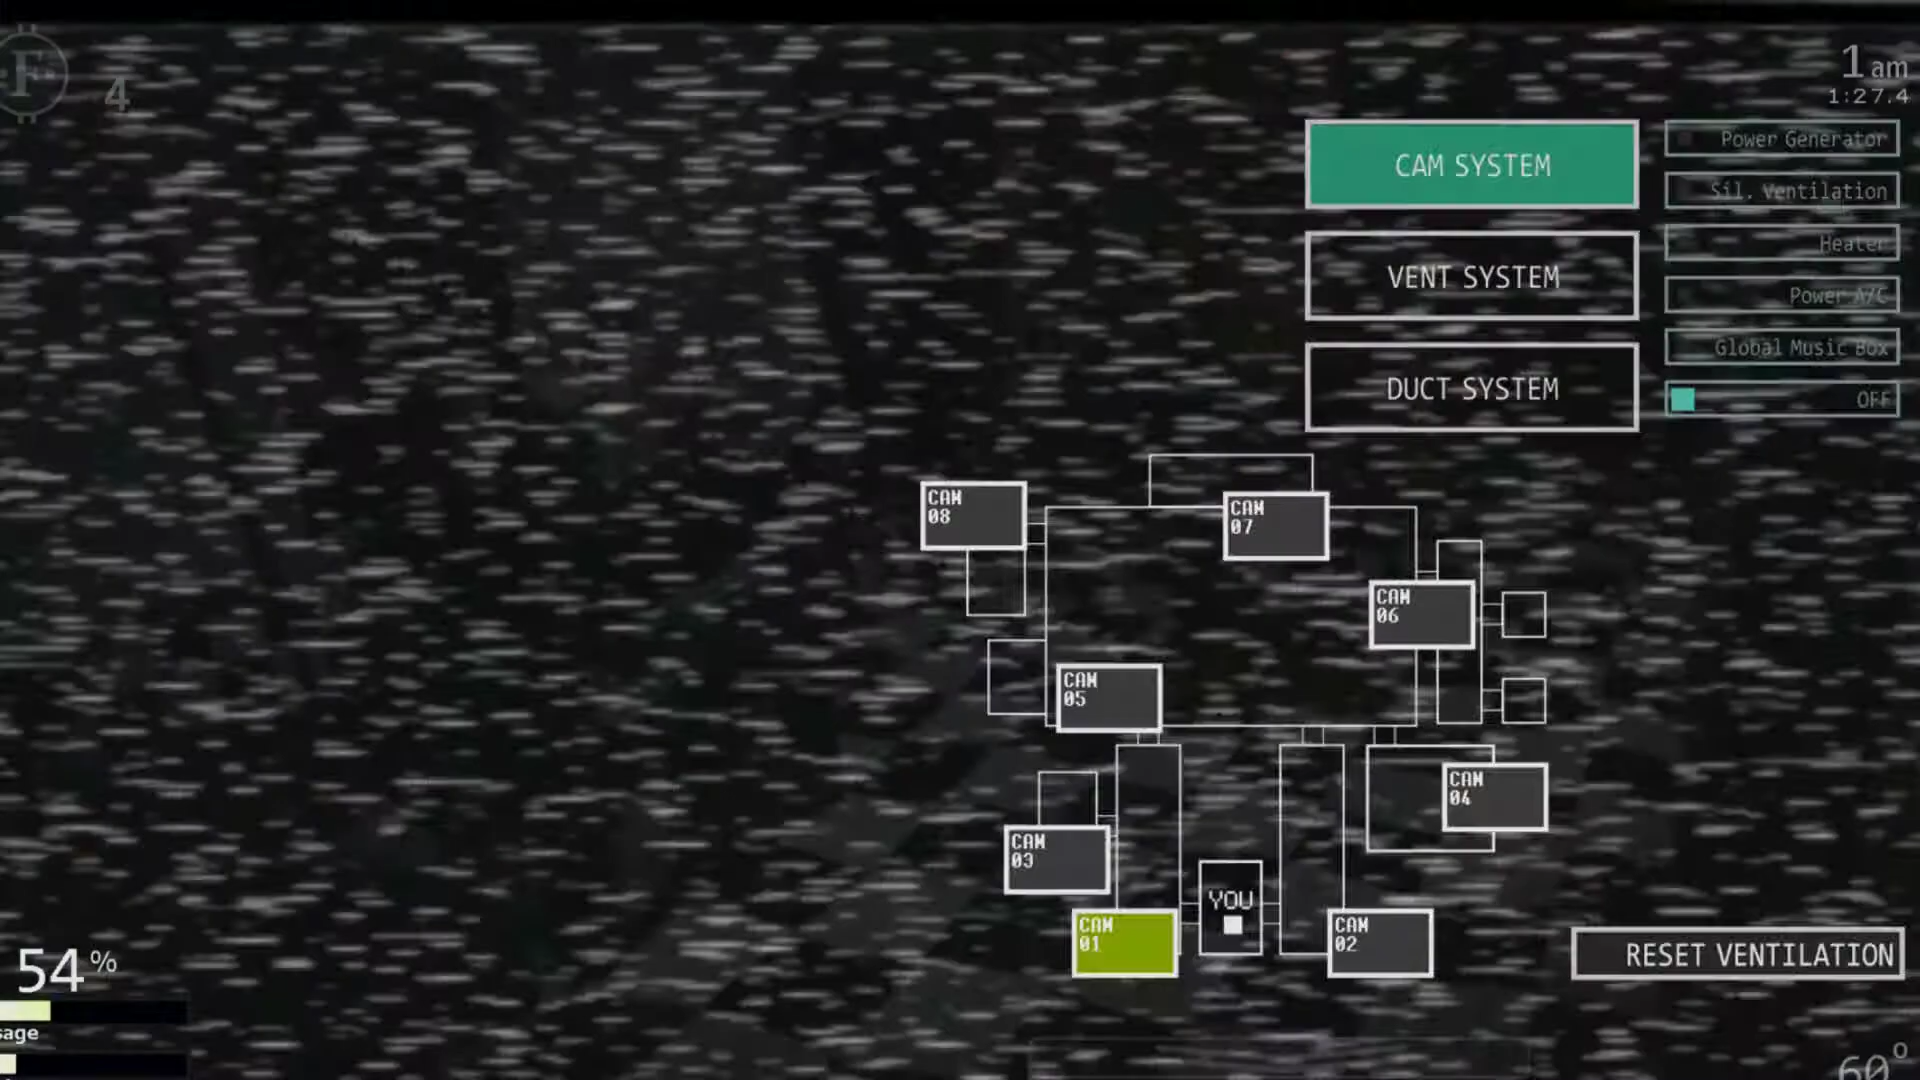 F
4
1 am
1:27.4
CAM SYSTEM
Power Generator
Sil. Ventilation
VENT SYSTEM
Heater
Power A/C
DUCT SYSTEM
Global Music Box
OFF
CAM
08
CAM
07
CAM
06
CAM
05
CAM
04
CAM
03
YOU
CAM
01
CAM
02
RESET VENTILATION
54%
sage
60°